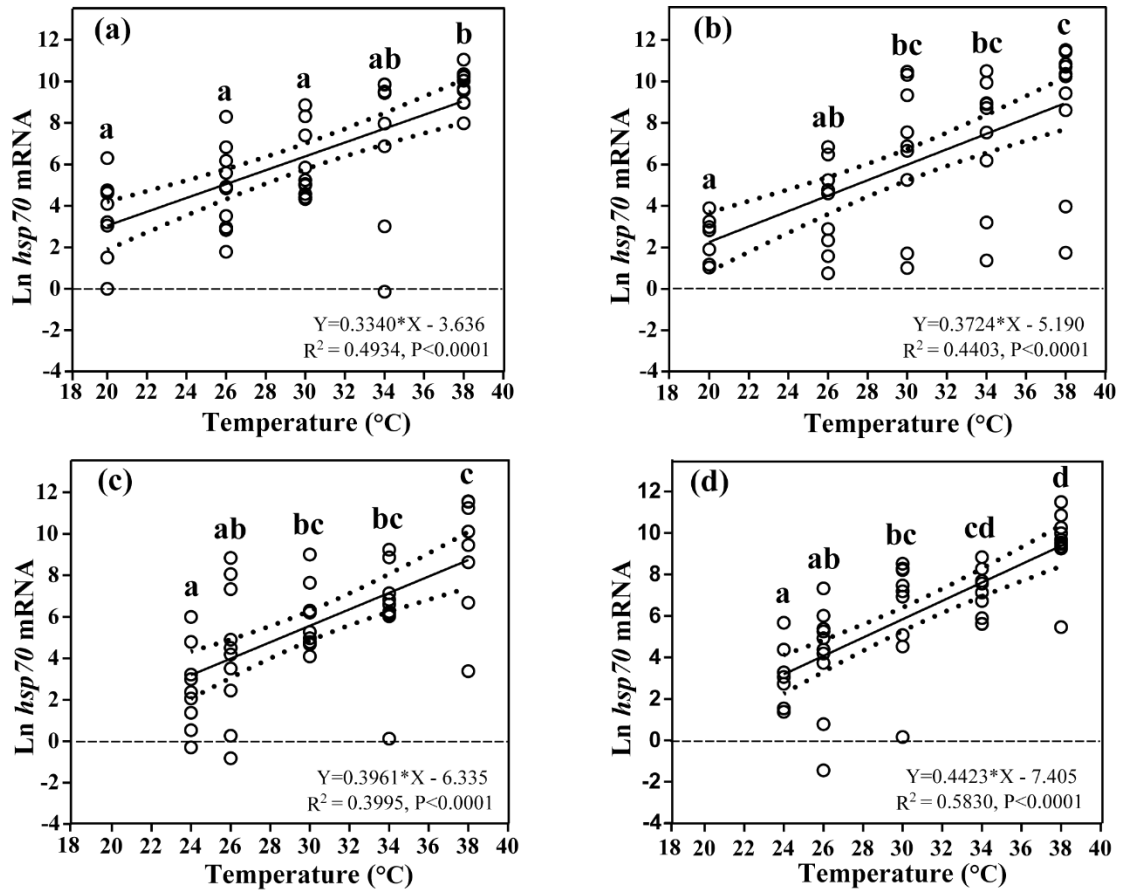 (a)
12
10
8
6
4
2
0
-2
-4
Ln hsp70 mRNA
a
a
a
ab
b
Y=0.3340*X - 3.636
R² = 0.4934, P<0.0001
18 20 22 24 26 28 30 32 34 36 38 40
Temperature (°C)
(b)
12
10
8
6
4
2
0
-2
-4
Ln hsp70 mRNA
a
ab
bc
bc
c
Y=0.3724*X - 5.190
R² = 0.4403, P<0.0001
18 20 22 24 26 28 30 32 34 36 38 40
Temperature (°C)
(c)
12
10
8
6
4
2
0
-2
-4
Ln hsp70 mRNA
a
ab
bc
bc
c
Y=0.3961*X - 6.335
R² = 0.3995, P<0.0001
18 20 22 24 26 28 30 32 34 36 38 40
Temperature (°C)
(d)
12
10
8
6
4
2
0
-2
-4
Ln hsp70 mRNA
a
ab
bc
cd
d
Y=0.4423*X - 7.405
R² = 0.5830, P<0.0001
18 20 22 24 26 28 30 32 34 36 38 40
Temperature (°C)